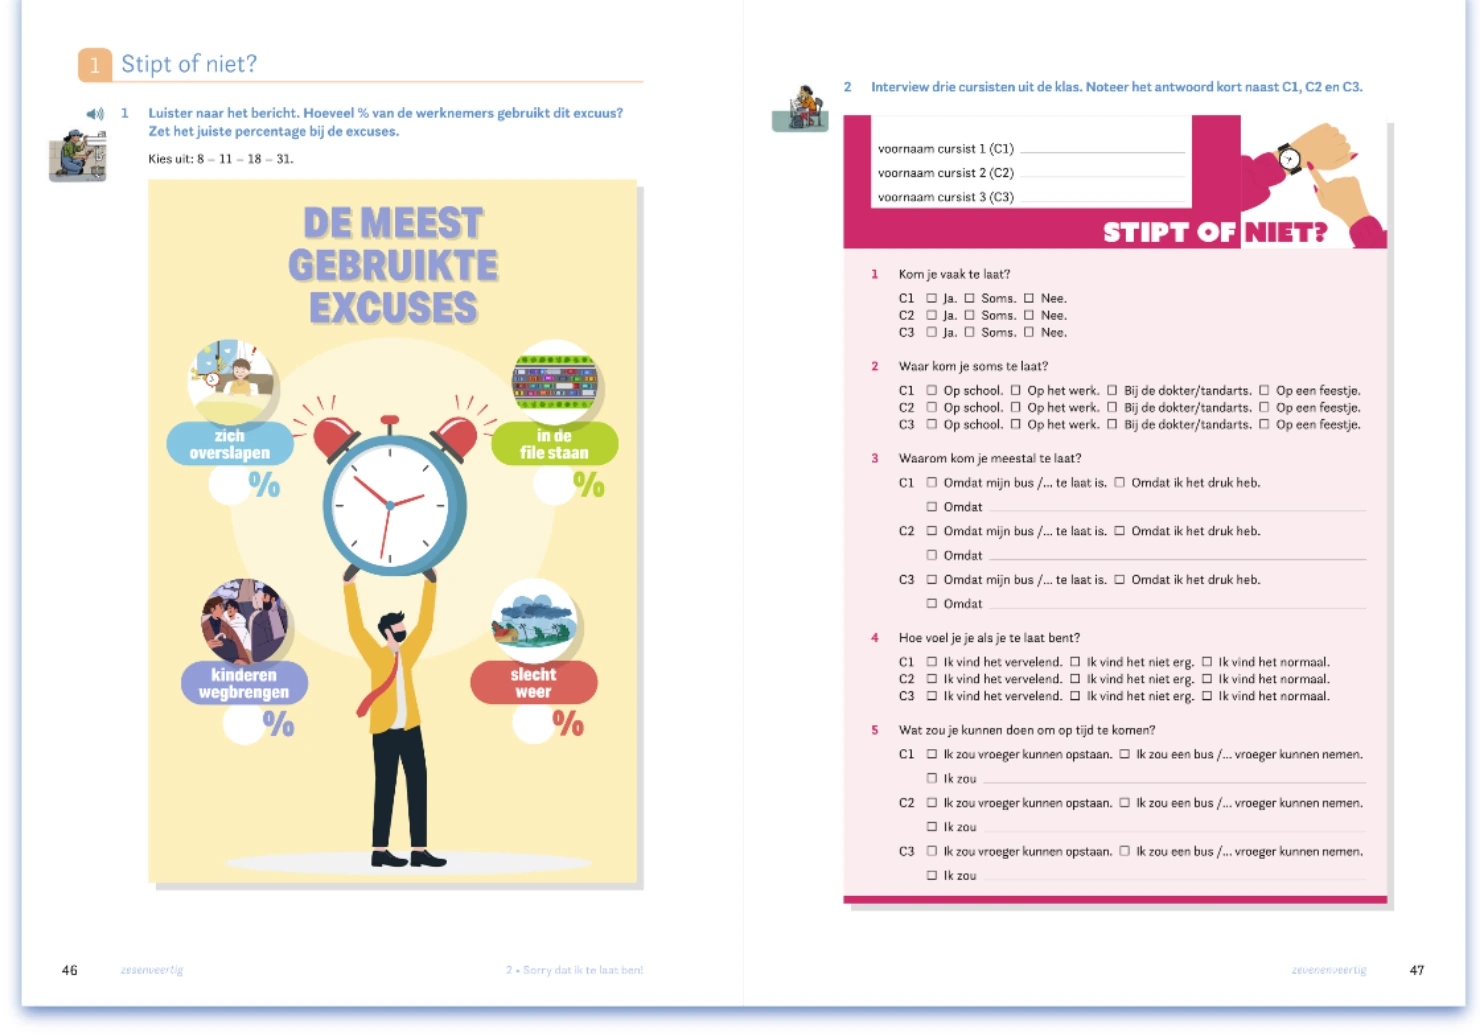 1 Stipt of niet?
1 Luister naar het bericht. Hoeveel % van de werknemers gebruikt dit excuus?
Zet het juiste percentage bij de excuses.
Kies uit: 8 – 11 – 18 – 31.
DE MEEST
GEBRUIKTE
EXCUSES
zich
overslapen
%
in de
file staan
%
kinderen
wegbrengen
%
slecht
weer
%
46 zesenveertig
2 • Sorry dat ik te laat ben!
2 Interview drie cursisten uit de klas. Noteer het antwoord kort naast C1, C2 en C3.
voornaam cursist 1 (C1)
voornaam cursist 2 (C2)
voornaam cursist 3 (C3)
STIPT OF NIET?
1 Kom je vaak te laat?
C1 ☐ Ja. ☐ Soms. ☐ Nee.
C2 ☐ Ja. ☐ Soms. ☐ Nee.
C3 ☐ Ja. ☐ Soms. ☐ Nee.
2 Waar kom je soms te laat?
C1 ☐ Op school. ☐ Op het werk. ☐ Bij de dokter/tandarts. ☐ Op een feestje.
C2 ☐ Op school. ☐ Op het werk. ☐ Bij de dokter/tandarts. ☐ Op een feestje.
C3 ☐ Op school. ☐ Op het werk. ☐ Bij de dokter/tandarts. ☐ Op een feestje.
3 Waarom kom je meestal te laat?
C1 ☐ Omdat mijn bus /... te laat is. ☐ Omdat ik het druk heb.
☐ Omdat
C2 ☐ Omdat mijn bus /... te laat is. ☐ Omdat ik het druk heb.
☐ Omdat
C3 ☐ Omdat mijn bus /... te laat is. ☐ Omdat ik het druk heb.
☐ Omdat
4 Hoe voel je je als je te laat bent?
C1 ☐ Ik vind het vervelend. ☐ Ik vind het niet erg. ☐ Ik vind het normaal.
C2 ☐ Ik vind het vervelend. ☐ Ik vind het niet erg. ☐ Ik vind het normaal.
C3 ☐ Ik vind het vervelend. ☐ Ik vind het niet erg. ☐ Ik vind het normaal.
5 Wat zou je kunnen doen om op tijd te komen?
C1 ☐ Ik zou vroeger kunnen opstaan. ☐ Ik zou een bus /... vroeger kunnen nemen.
☐ Ik zou
C2 ☐ Ik zou vroeger kunnen opstaan. ☐ Ik zou een bus /... vroeger kunnen nemen.
☐ Ik zou
C3 ☐ Ik zou vroeger kunnen opstaan. ☐ Ik zou een bus /... vroeger kunnen nemen.
☐ Ik zou
zevenenveertig 47